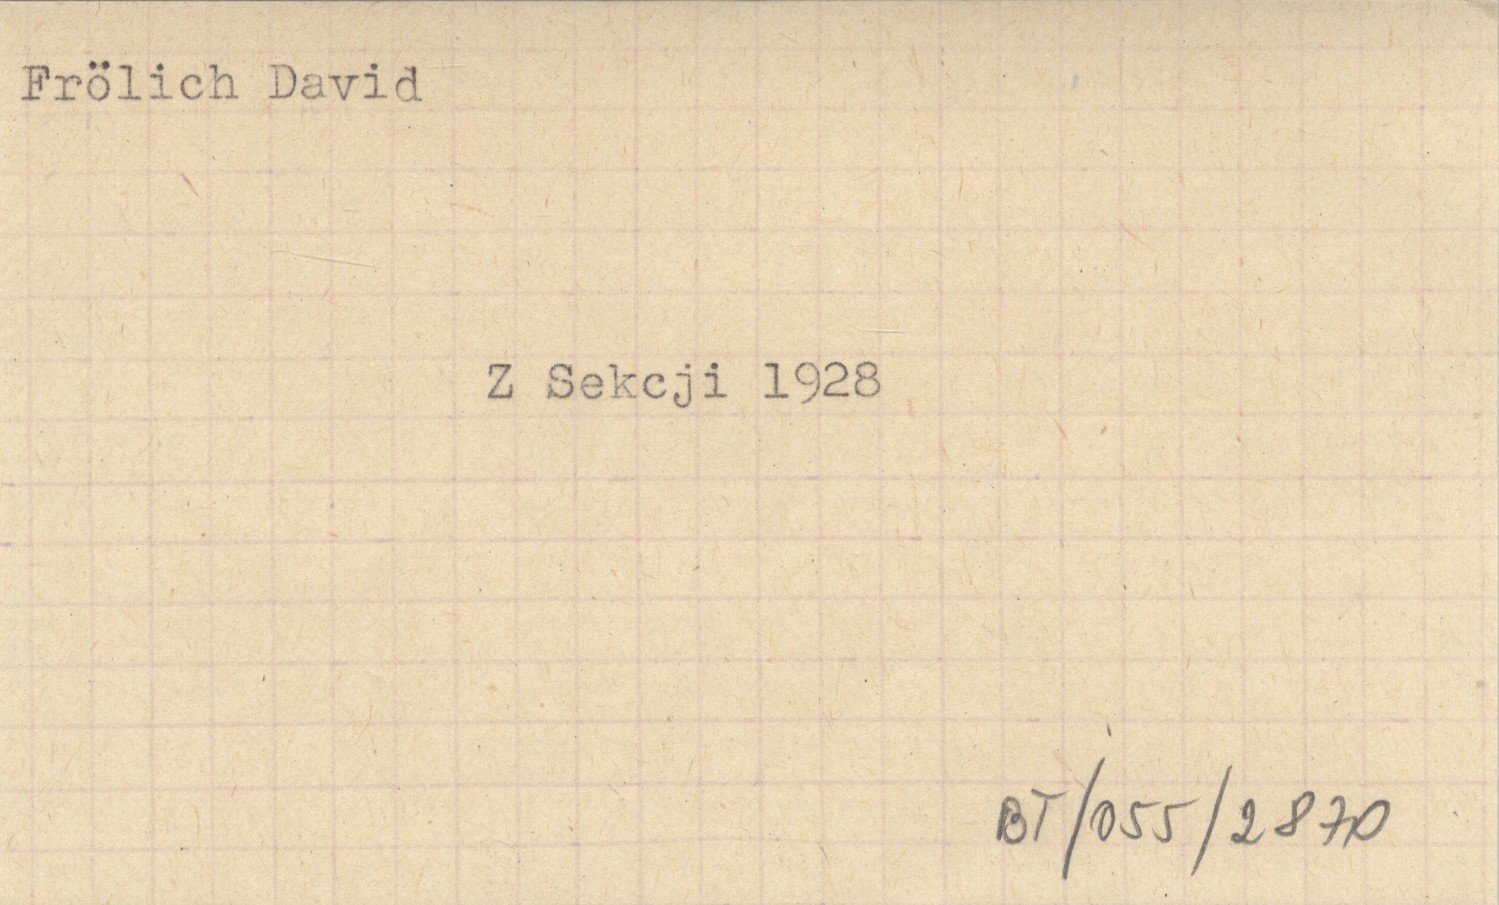 Frölich David
Z Sekcji 1928
BT/055/2870